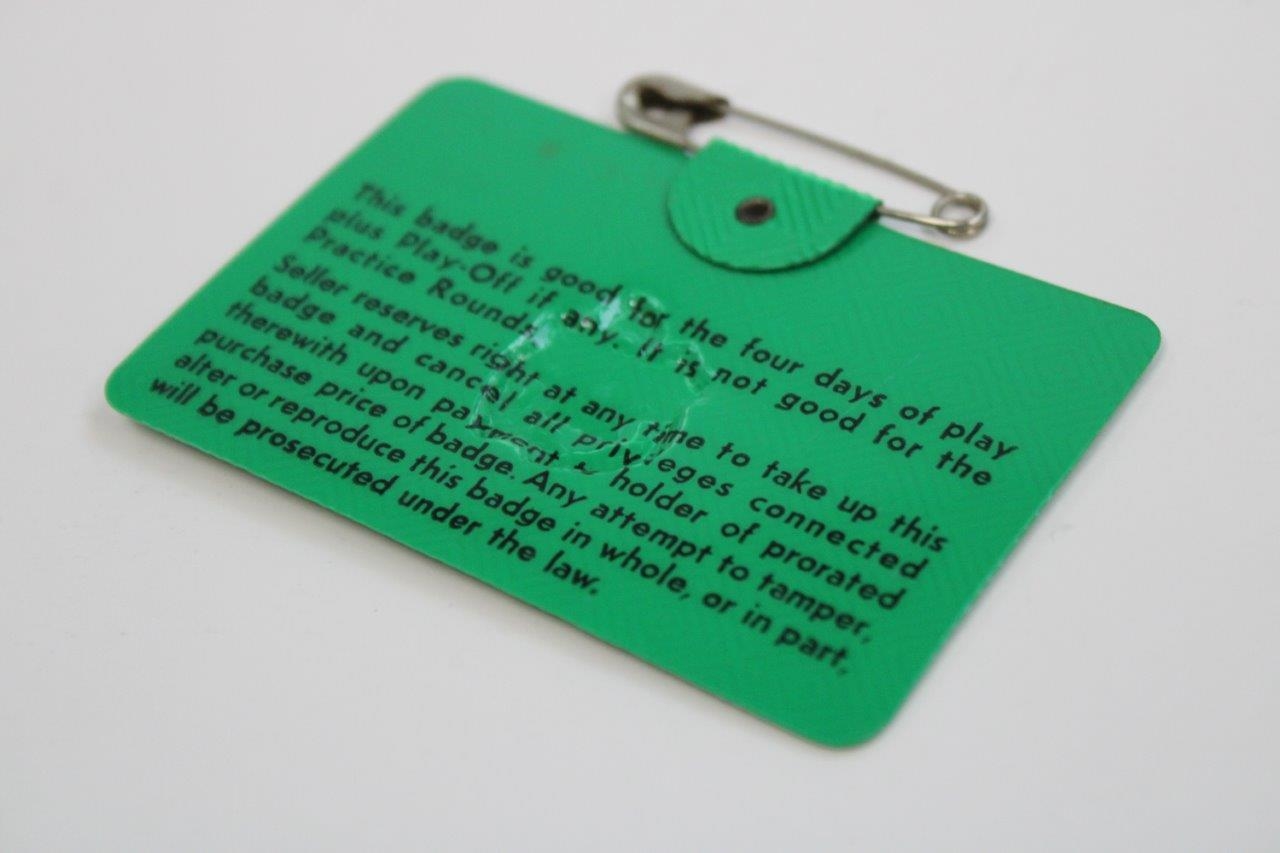 This badge is good for the four days of play
plus Play-Off if any. It is not good for the
Practice Rounds.
Seller reserves right at any time to take up this
badge and cancel all privileges connected
therewith upon payment to holder of prorated
purchase price of badge. Any attempt to tamper,
alter or reproduce this badge in whole, or in part,
will be prosecuted under the law.